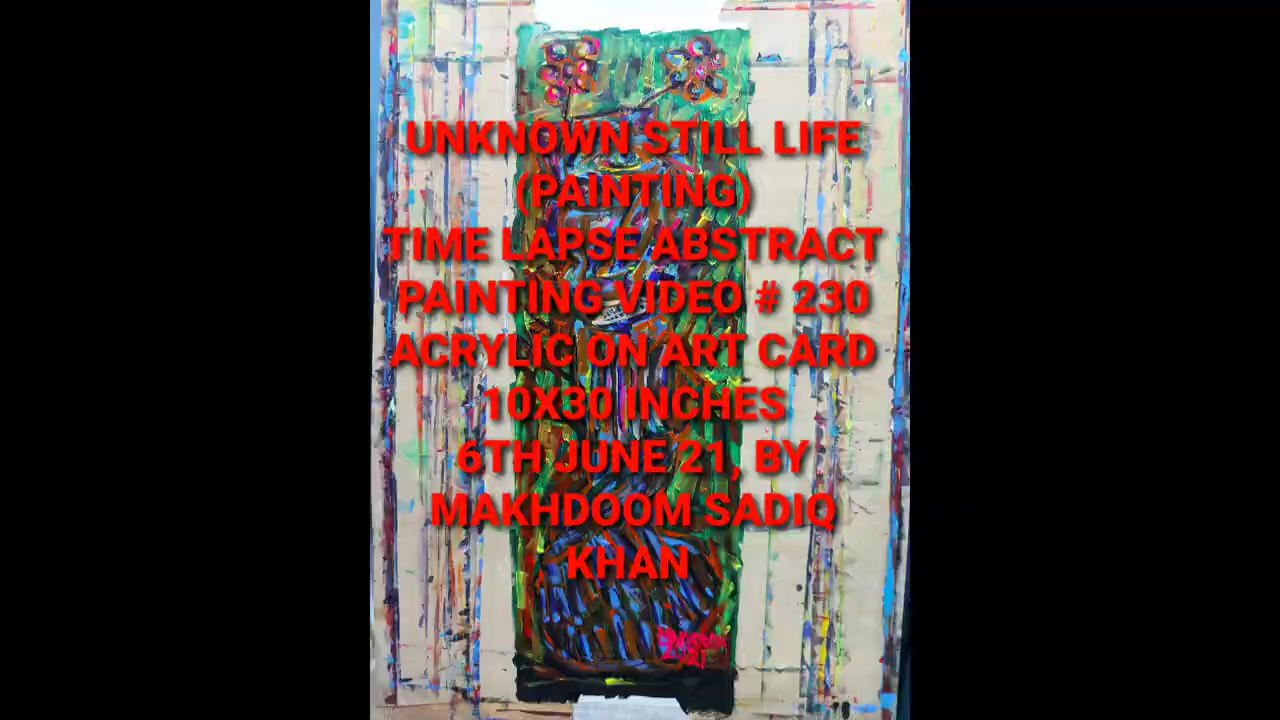 UNKNOWN STILL LIFE
(PAINTING)
TIME LAPSE ABSTRACT
PAINTING VIDEO # 230
ACRYLIC ON ART CARD
10X30 INCHES
6TH JUNE 21, BY
MAKHDOOM SADIQ
KHAN